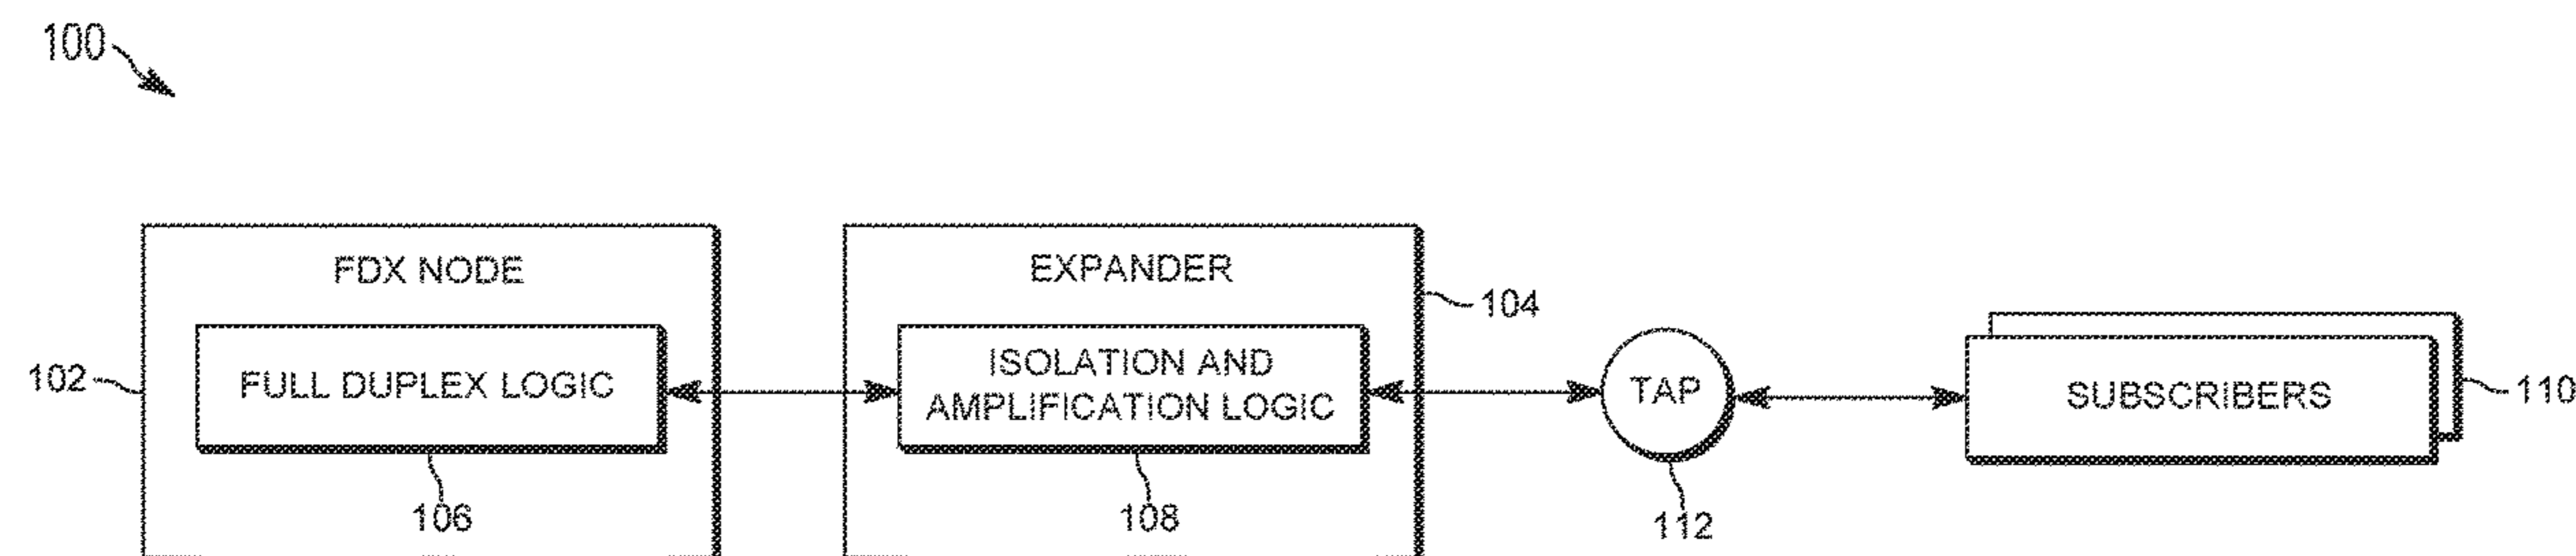 100
FDX NODE
EXPANDER
104
FULL DUPLEX LOGIC
ISOLATION AND
AMPLIFICATION LOGIC
TAP
SUBSCRIBERS
102
110
106
108
112